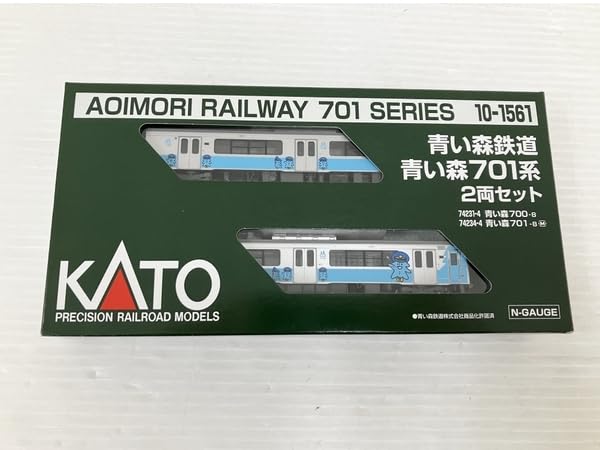 AOIMORI RAILWAY 701 SERIES 10-1561
青い森鉄道
青い森701系
2両セット
74231-4 青い森700-8
74234-4 青い森701-8 M
KATO
PRECISION RAILROAD MODELS
N-GAUGE
●青い森鉄道株式会社商品化許諾済